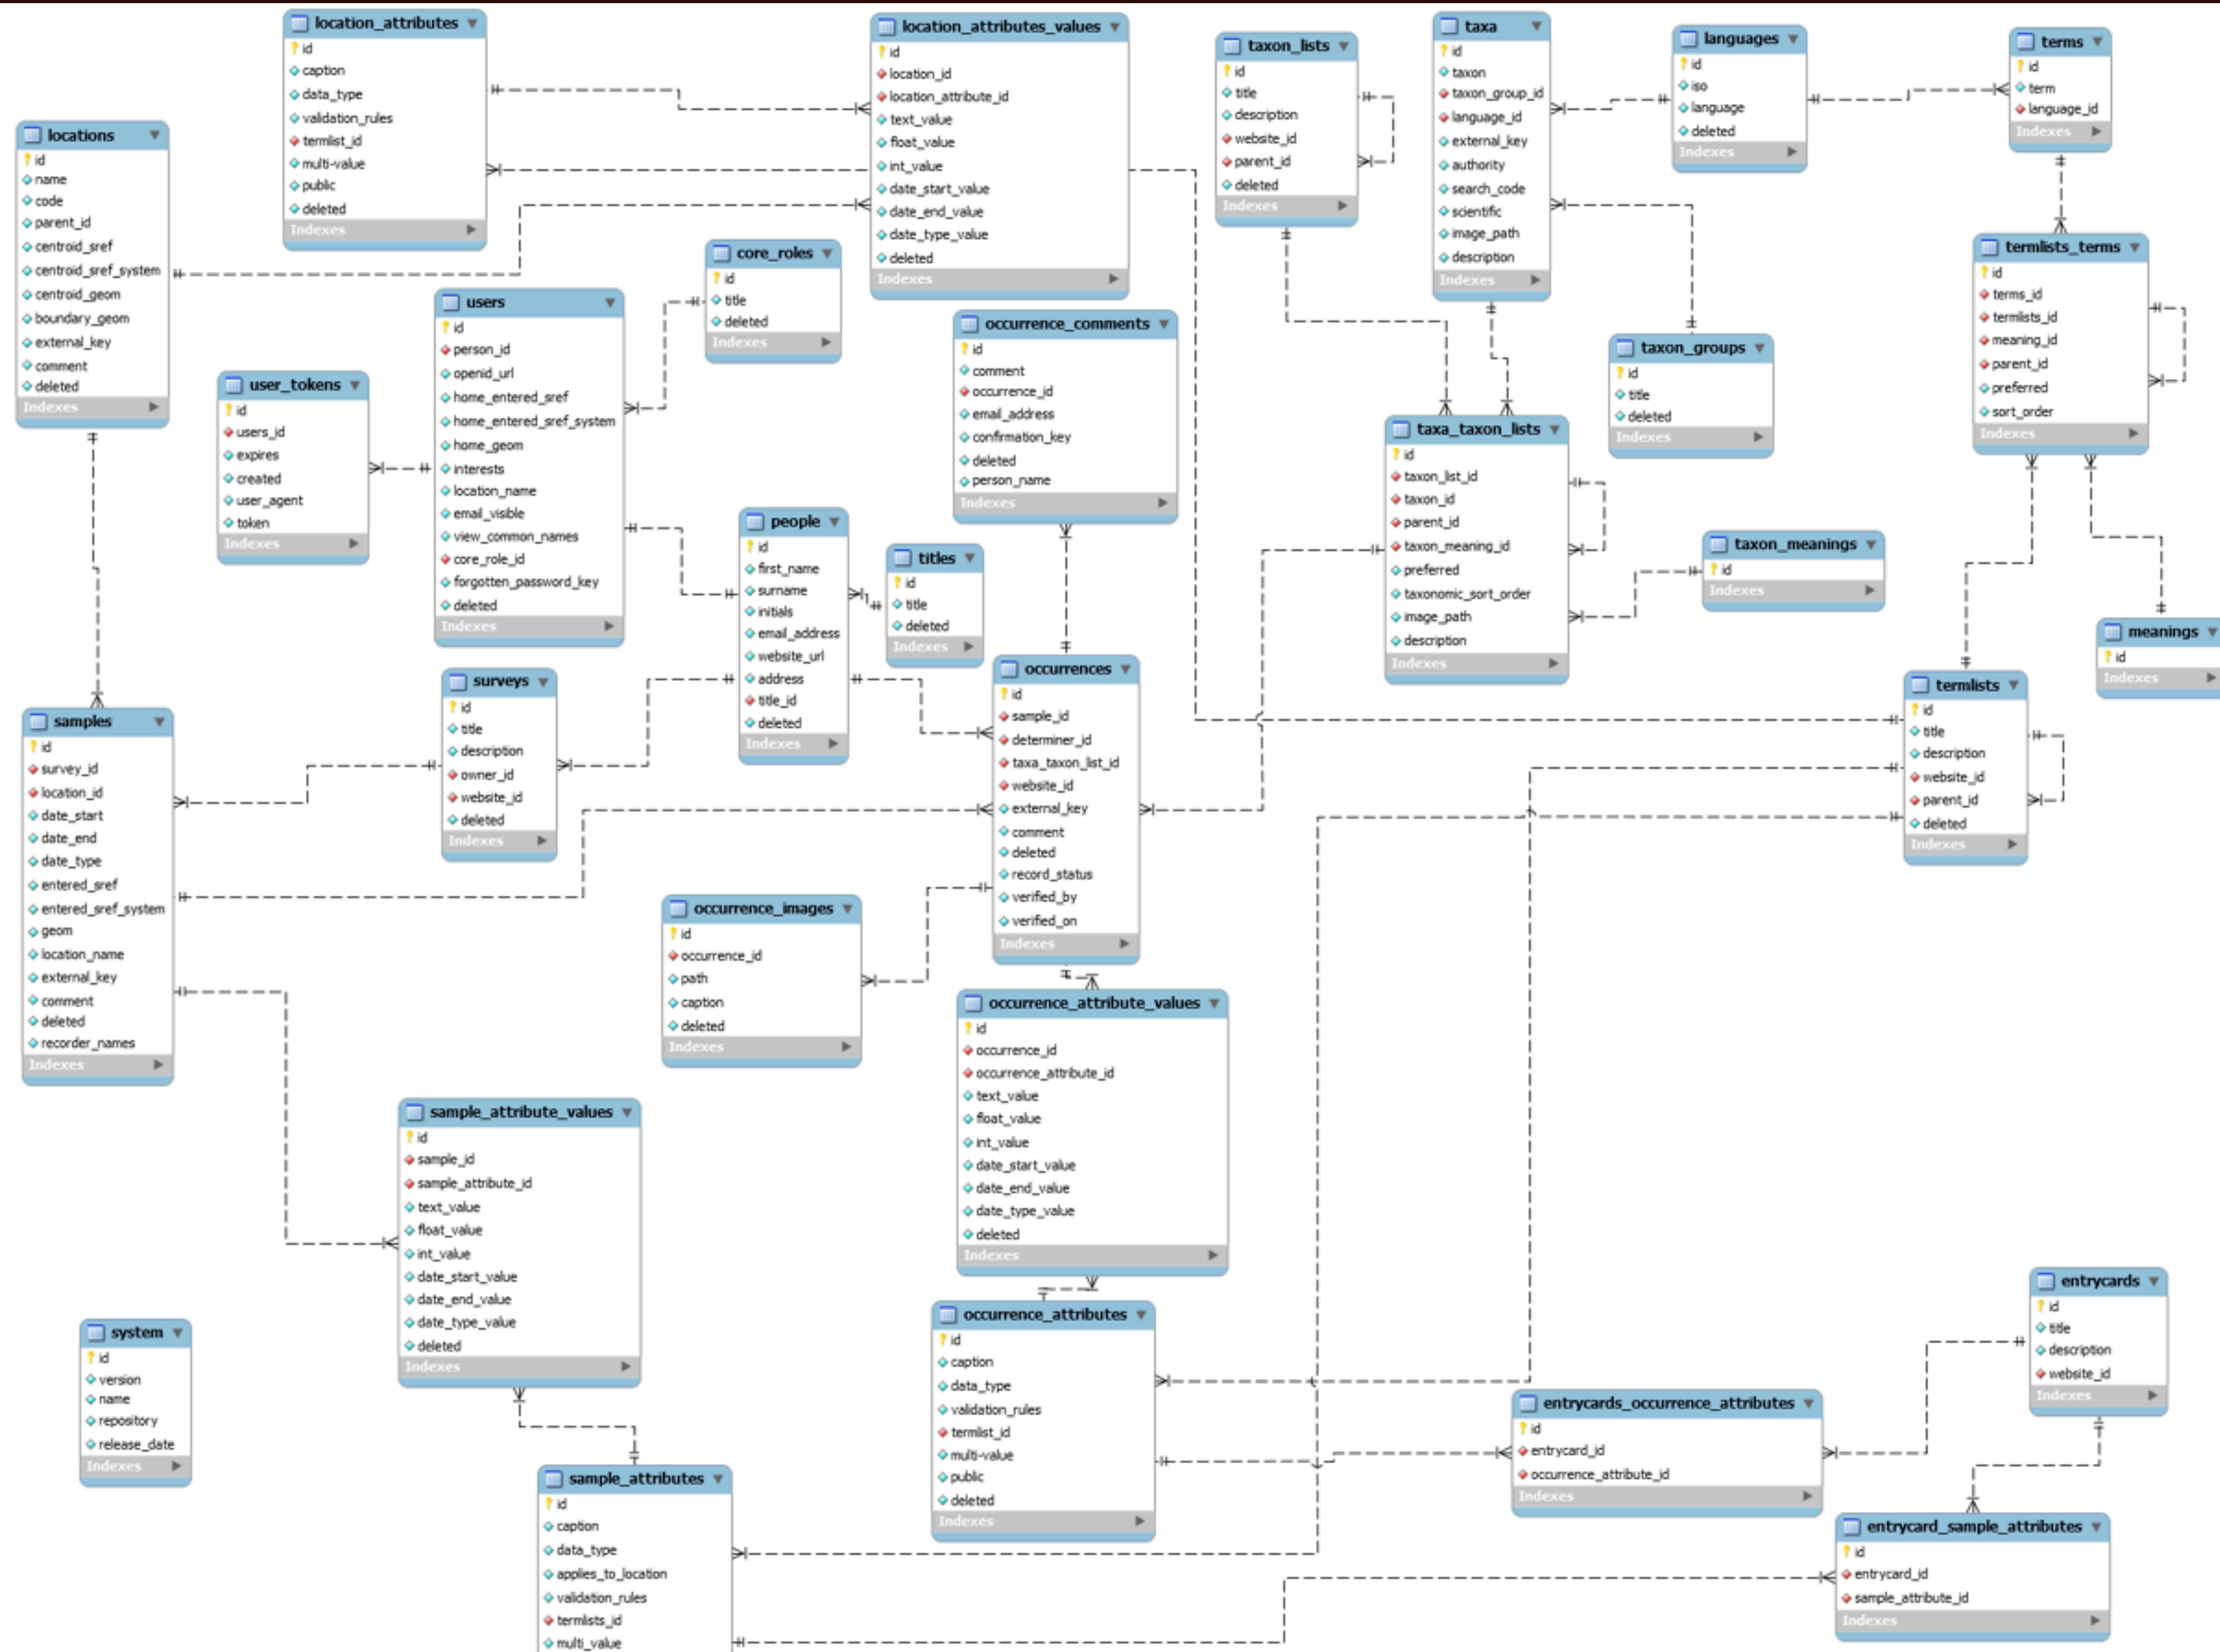 location_attributes
id
caption
data_type
validation_rules
termlist_id
multi-value
public
deleted
Indexes
location_attributes_values
id
location_id
location_attribute_id
text_value
float_value
int_value
date_start_value
date_end_value
date_type_value
deleted
Indexes
taxon_lists
id
title
description
website_id
parent_id
deleted
Indexes
taxa
id
taxon
taxon_group_id
language_id
external_key
authority
search_code
scientific
image_path
description
Indexes
languages
id
iso
language
deleted
Indexes
terms
id
term
language_id
Indexes
locations
id
name
code
parent_id
centroid_sref
centroid_sref_system
centroid_geom
boundary_geom
external_key
comment
deleted
Indexes
core_roles
id
title
deleted
Indexes
termlists_terms
id
terms_id
termlists_id
meaning_id
parent_id
preferred
sort_order
Indexes
users
id
person_id
openid_url
home_entered_sref
home_entered_sref_system
home_geom
interests
location_name
email_visible
view_common_names
core_role_id
forgotten_password_key
deleted
Indexes
occurrence_comments
id
comment
occurrence_id
email_address
confirmation_key
deleted
person_name
Indexes
taxon_groups
id
title
deleted
Indexes
user_tokens
id
users_id
expires
created
user_agent
token
Indexes
taxa_taxon_lists
id
taxon_list_id
taxon_id
parent_id
taxon_meaning_id
preferred
taxonomic_sort_order
image_path
description
Indexes
people
id
first_name
surname
initials
email_address
website_url
address
title_id
deleted
Indexes
titles
id
title
deleted
Indexes
taxon_meanings
id
Indexes
meanings
id
Indexes
surveys
id
title
description
owner_id
website_id
deleted
Indexes
occurrences
id
sample_id
determiner_id
taxa_taxon_list_id
website_id
external_key
comment
deleted
record_status
verified_by
verified_on
Indexes
termlists
id
title
description
website_id
parent_id
deleted
Indexes
samples
id
survey_id
location_id
date_start
date_end
date_type
entered_sref
entered_sref_system
geom
location_name
external_key
comment
deleted
recorder_names
Indexes
occurrence_images
id
occurrence_id
path
caption
deleted
Indexes
occurrence_attribute_values
id
occurrence_id
occurrence_attribute_id
text_value
float_value
int_value
date_start_value
date_end_value
date_type_value
deleted
Indexes
sample_attribute_values
id
sample_id
sample_attribute_id
text_value
float_value
int_value
date_start_value
date_end_value
date_type_value
deleted
Indexes
entrycards
id
title
description
website_id
Indexes
occurrence_attributes
id
caption
data_type
validation_rules
termlist_id
multi-value
public
deleted
Indexes
system
id
version
name
repository
release_date
Indexes
entrycards_occurrence_attributes
id
entrycard_id
occurrence_attribute_id
Indexes
sample_attributes
id
caption
data_type
applies_to_location
validation_rules
termlists_id
multi_value
entrycard_sample_attributes
id
entrycard_id
sample_attribute_id
Indexes